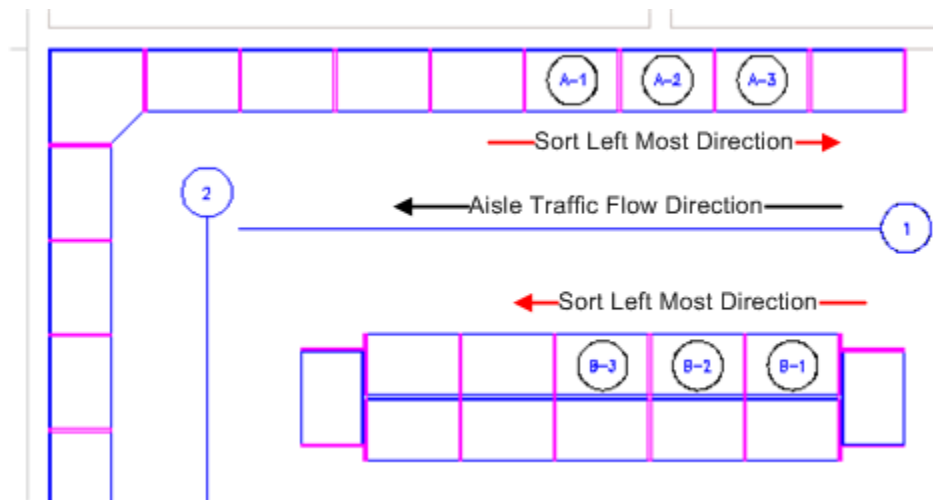 A-1 A-2 A-3
Sort Left Most Direction
2
Aisle Traffic Flow Direction
1
Sort Left Most Direction
B-3 B-2 B-1